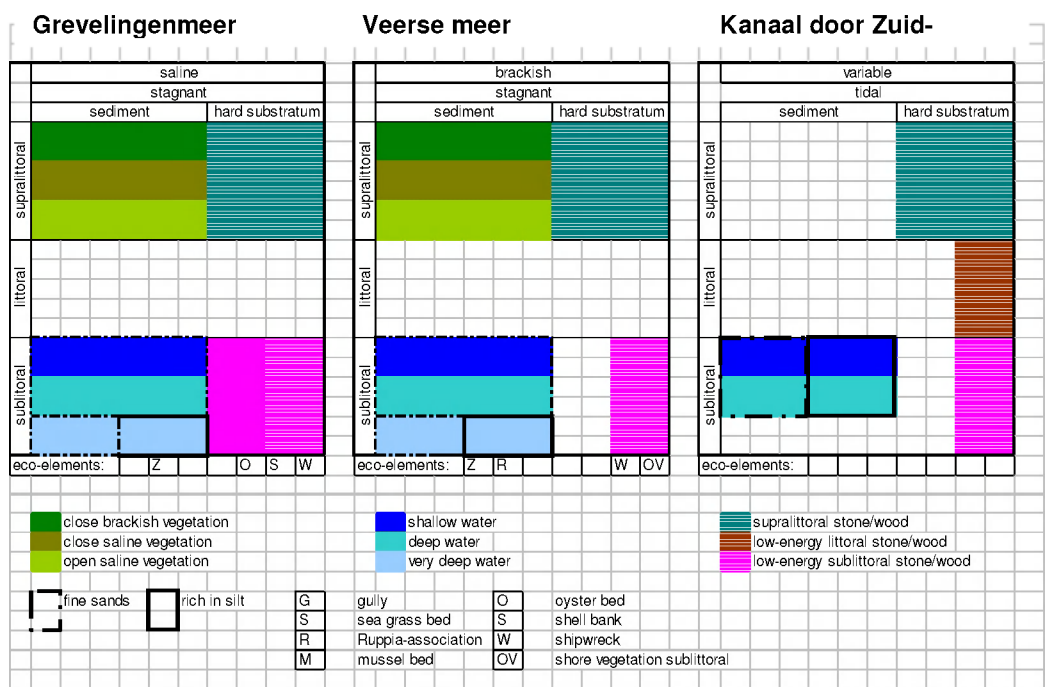 Grevelingenmeer
Veerse meer
Kanaal door Zuid-
saline
brackish
variable
stagnant
stagnant
tidal
sediment hard substratum
sediment hard substratum
sediment hard substratum
supralittoral
supralittoral
supralittoral
littoral
littoral
littoral
sublittoral
sublittoral
sublittoral
eco-elements: Z O S W
eco-elements: Z R W OV
eco-elements:
close brackish vegetation
close saline vegetation
open saline vegetation
shallow water
deep water
very deep water
supralittoral stone/wood
low-energy littoral stone/wood
low-energy sublittoral stone/wood
fine sands
rich in silt
G gully
S sea grass bed
R Ruppia-association
M mussel bed
O oyster bed
S shell bank
W shipwreck
OV shore vegetation sublittoral